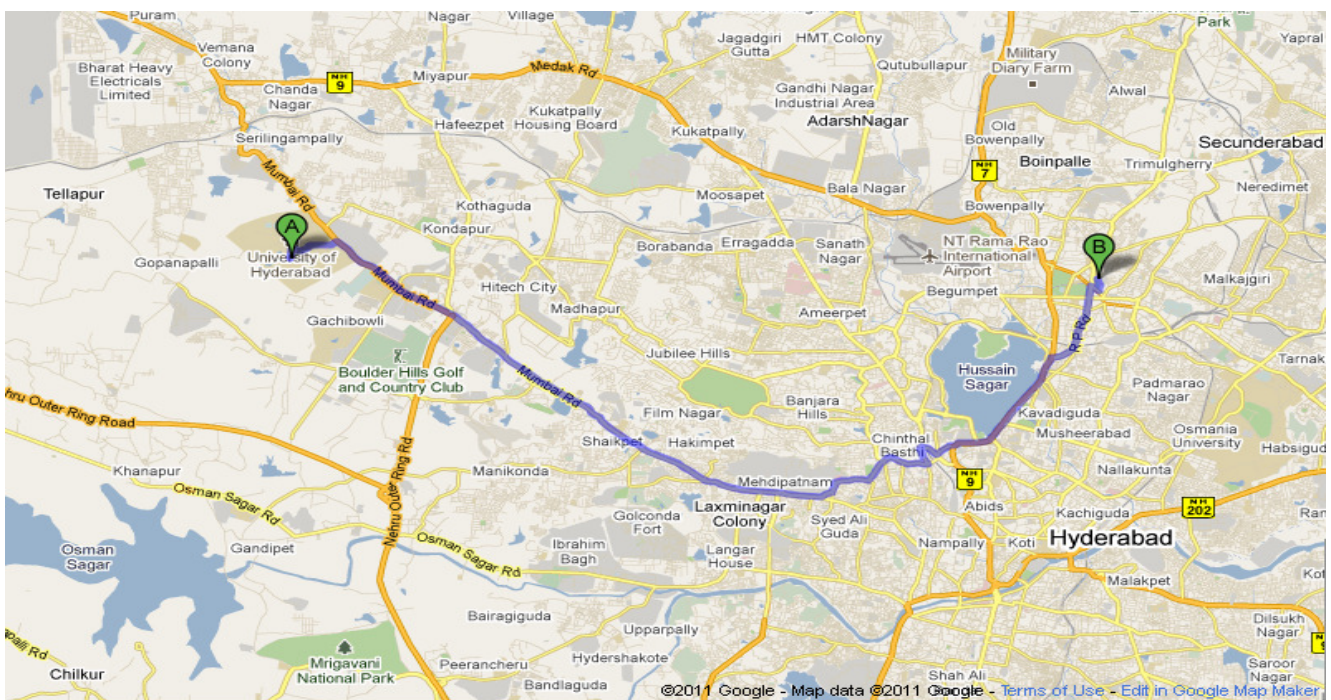 Puram
Nagar
Village
Jagadgiri
Gutta
HMT Colony
Park
Yapral
Vemana
Colony
Bharat Heavy
Electricals
Limited
NH
9
Chanda
Nagar
Miyapur
Medak Rd
Qutubullapur
Military
Diary Farm
Gandhi Nagar
Industrial Area
Alwal
Kukatpally
Housing Board
Hafeezpet
AdarshNagar
Old
Bowenpally
Secunderabad
Serilingampally
Kukatpally
Boinpalle
Trimulgherry
Mumbai Rd
NH
7
Neredimet
Tellapur
Bala Nagar
Moosapet
Kothaguda
Bowenpally
A
Kondapur
Borabanda
Erragadda
Sanath
Nagar
NT Rama Rao
International
Airport
B
Gopanapalli
University of
Hyderabad
Malkajgiri
Mumbai Rd
Hitech City
Begumpet
Madhapur
Gachibowli
Ameerpet
R P Rd
Jubilee Hills
Tarnak
Boulder Hills Golf
and Country Club
Hussain
Sagar
Mumbai Rd
Padmarao
Nagar
hru Outer Ring Road
Film Nagar
Banjara
Hills
Kavadiguda
Osmania
University
Musheerabad
Shaikpet
Hakimpet
Chinthal
Basthi
Habsigud
Khanapur
Manikonda
Nallakunta
Osman Sagar Rd
Nehru Outer Ring Rd
Mehdipatnam
NH
9
Golconda
Fort
Laxminagar
Colony
Syed Ali
Guda
Abids
Kachiguda
NH
202
Ran
Gandipet
Osman Sagar Rd
Ibrahim
Bagh
Langar
House
Nampally
Koti
Hyderabad
Osman
Sagar
Malakpet
Bairagiguda
Upparpally
Dilsukh
Nagar
Mrigavani
National Park
Peerancheru
Hydershakote
Chilkur
Bandlaguda
Shah Ali
Saroor
Nagar
©2011 Google - Map data ©2011 Google - Terms of Use - Edit in Google Map Maker